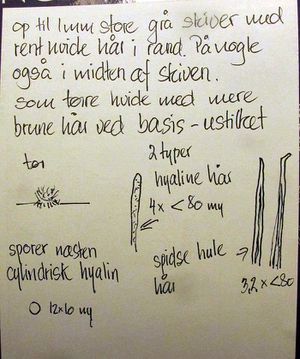 op til 1mm store grå skiver med
rent hvide hår i rand. På nogle
også i midten af skiven.
som tørre hvide med mere
brune hår ved basis - ustilket
tør
2 typer
hyaline hår
4 x < 80 my
sporer næsten
cylindrisk hyalin
12x6 my
spidse hule
hår
3,2 x < 80